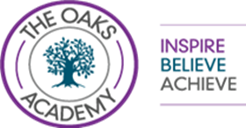 THE OAKS
ACADEMY
INSPIRE
BELIEVE
ACHIEVE